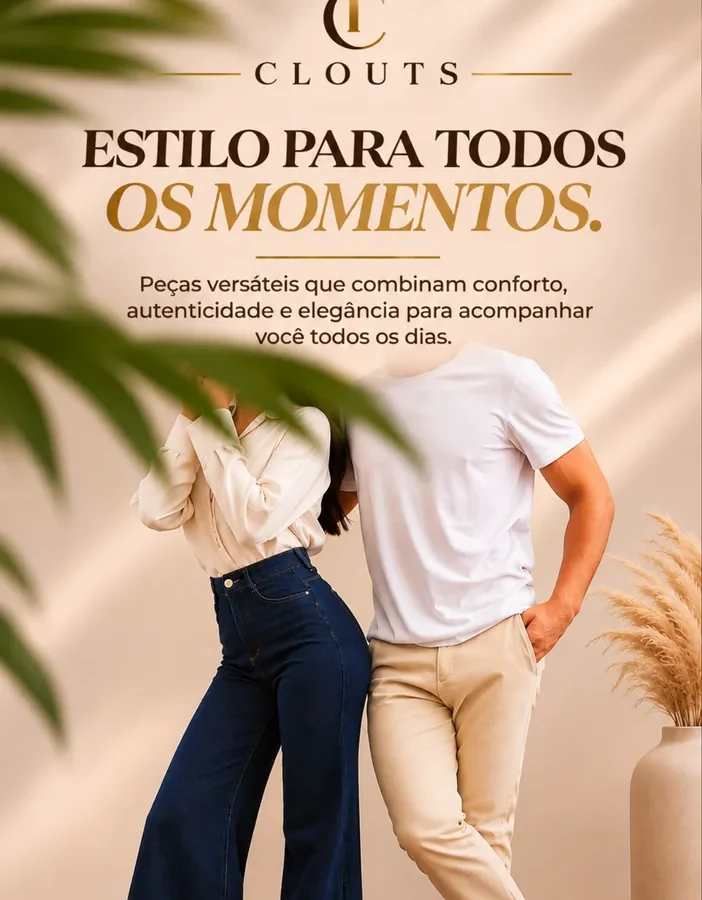 CLOUTS
ESTILO PARA TODOS
OS MOMENTOS.
Peças versáteis que combinam conforto,
autenticidade e elegância para acompanhar
você todos os dias.